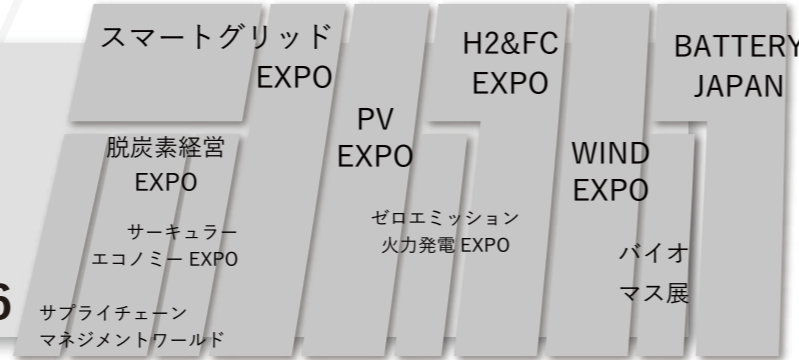 スマートグリッド
EXPO
H2&FC
EXPO
BATTERY
JAPAN
PV
EXPO
脱炭素経営
EXPO
WIND
EXPO
サーキュラー
エコノミー EXPO
ゼロエミッション
火力発電 EXPO
バイオ
マス展
6
サプライチェーン
マネジメントワールド